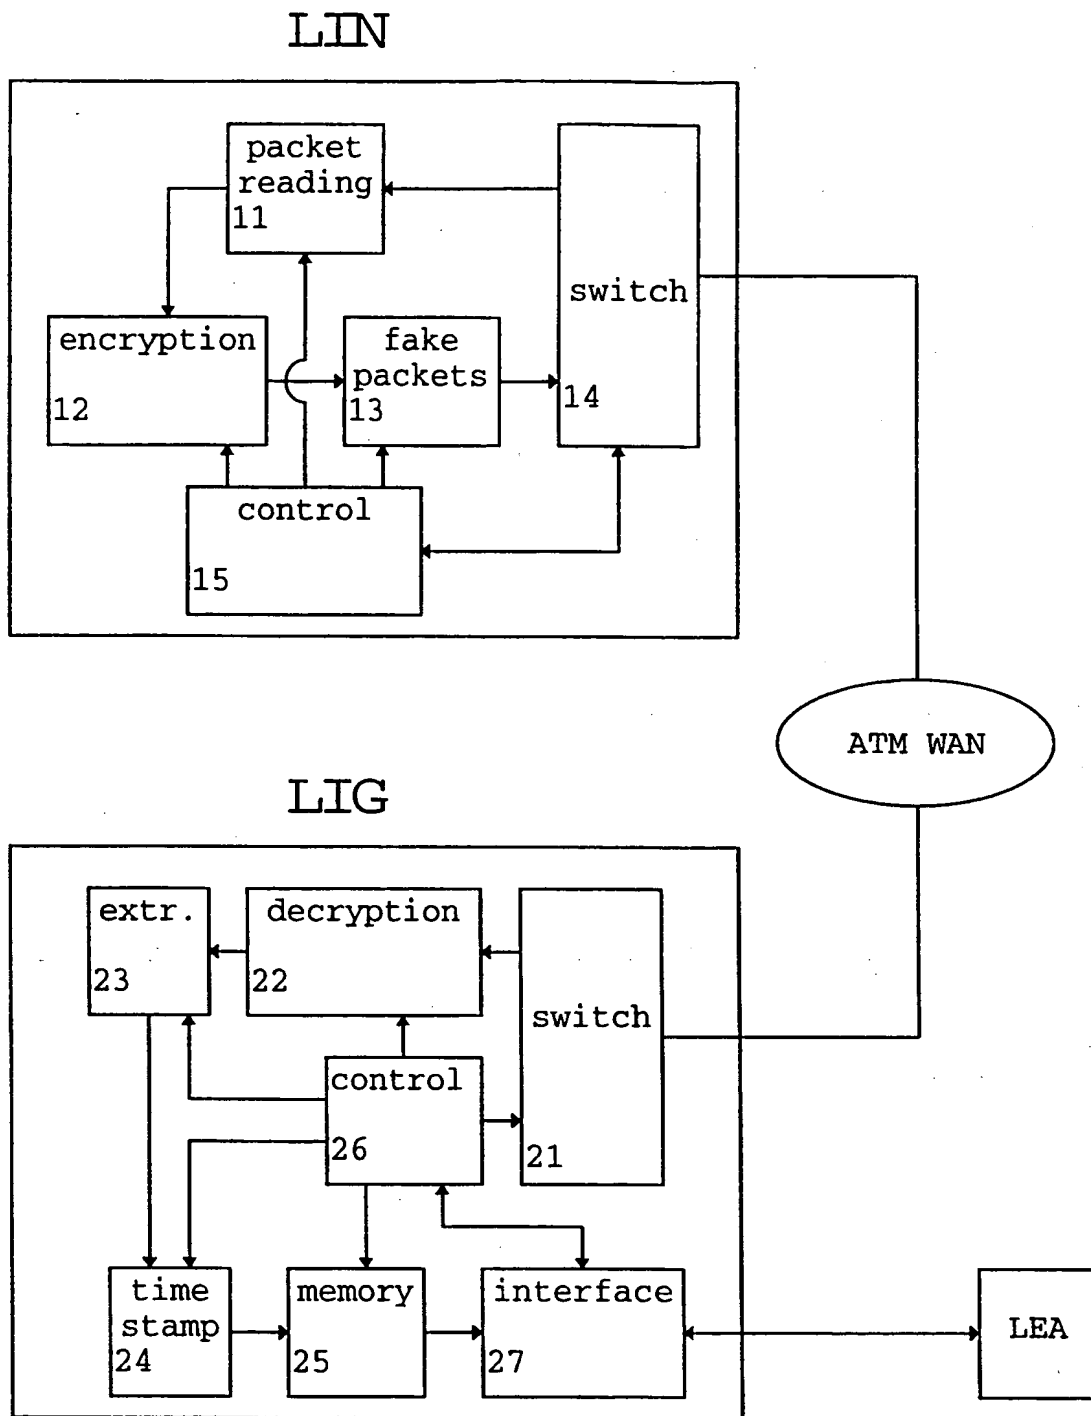 LIN
packet
reading
11
switch
14
encryption
12
fake
packets
13
control
15
ATM WAN
LIG
extr.
23
decryption
22
switch
21
control
26
time
stamp
24
memory
25
interface
27
LEA